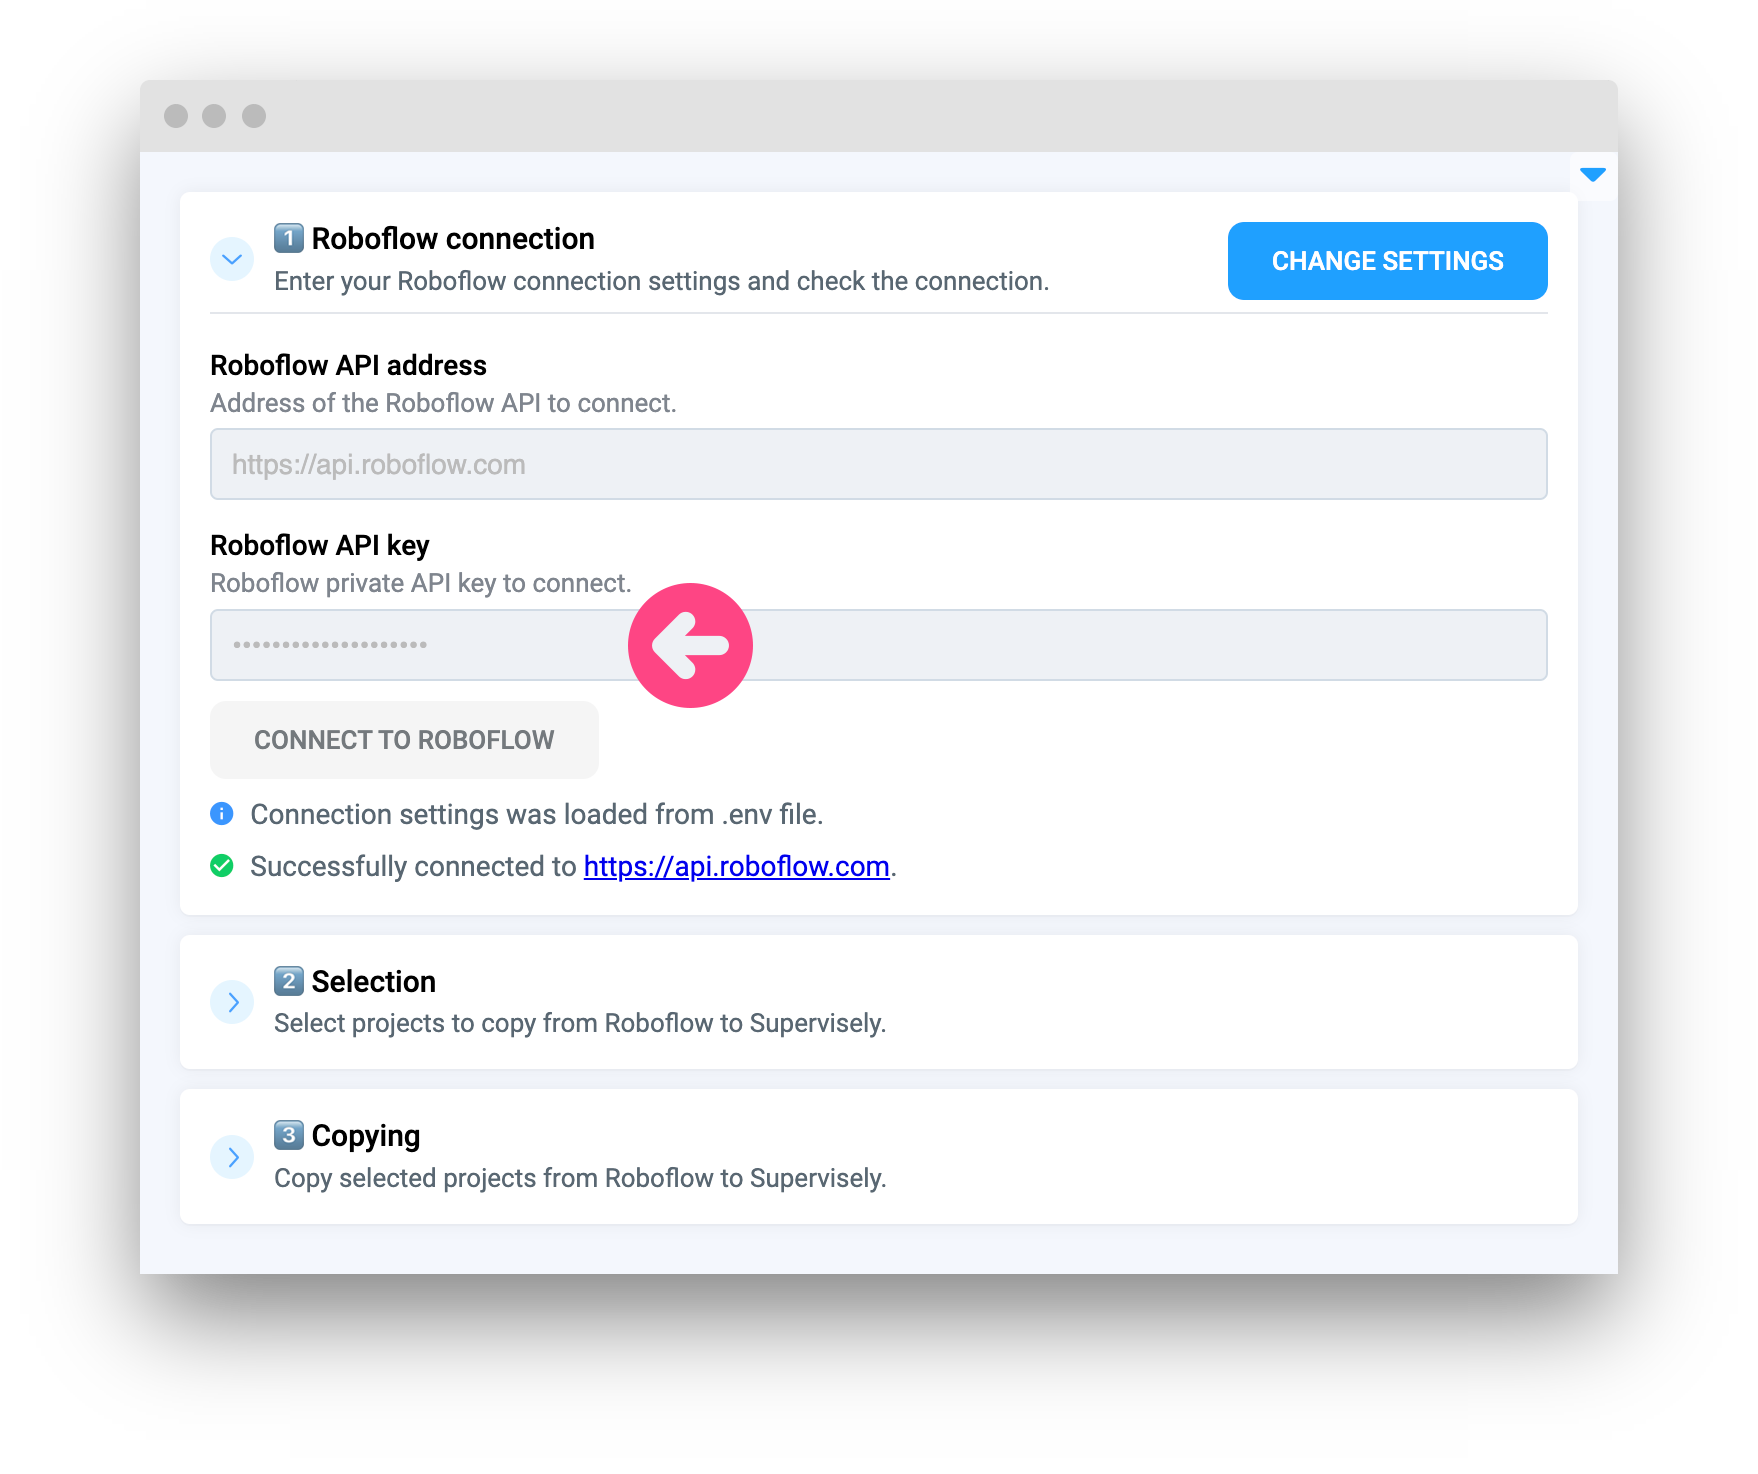 1 Roboflow connection
Enter your Roboflow connection settings and check the connection.
CHANGE SETTINGS
Roboflow API address
Address of the Roboflow API to connect.
https://api.roboflow.com
Roboflow API key
Roboflow private API key to connect.
••••••••••••••••••••
CONNECT TO ROBOFLOW
Connection settings was loaded from .env file.
Successfully connected to https://api.roboflow.com.
2 Selection
Select projects to copy from Roboflow to Supervisely.
3 Copying
Copy selected projects from Roboflow to Supervisely.